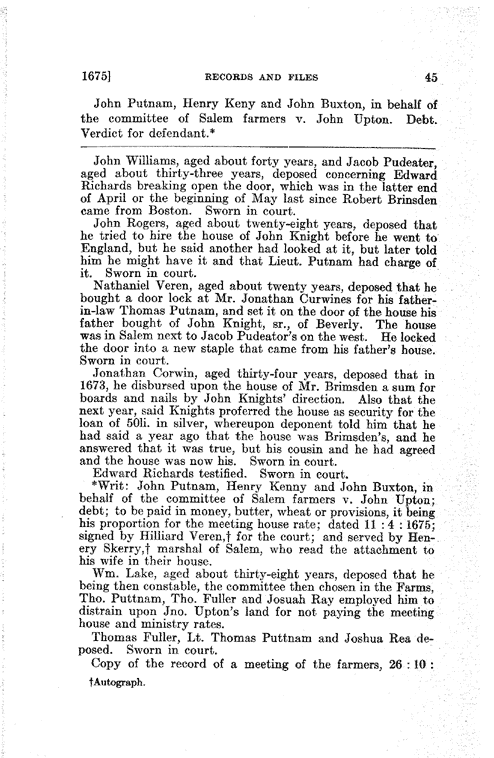 1675] RECORDS AND FILES 45
John Putnam, Henry Keny and John Buxton, in behalf of
the committee of Salem farmers v. John Upton. Debt.
Verdict for defendant.*
John Williams, aged about forty years, and Jacob Pudeater,
aged about thirty-three years, deposed concerning Edward
Richards breaking open the door, which was in the latter end
of April or the beginning of May last since Robert Brinsden
came from Boston. Sworn in court.
John Rogers, aged about twenty-eight years, deposed that
he tried to hire the house of John Knight before he went to
England, but he said another had looked at it, but later told
him he might have it and that Lieut. Putnam had charge of
it. Sworn in court.
Nathaniel Veren, aged about twenty years, deposed that he
bought a door lock at Mr. Jonathan Curwines for his father-
in-law Thomas Putnam, and set it on the door of the house his
father bought of John Knight, sr., of Beverly. The house
was in Salem next to Jacob Pudeator's on the west. He locked
the door into a new staple that came from his father's house.
Sworn in court.
Jonathan Corwin, aged thirty-four years, deposed that in
1673, he disbursed upon the house of Mr. Brimsden a sum for
boards and nails by John Knights' direction. Also that the
next year, said Knights proferred the house as security for the
loan of 50li. in silver, whereupon deponent told him that he
had said a year ago that the house was Brimsden's, and he
answered that it was true, but his cousin and he had agreed
and the house was now his. Sworn in court.
Edward Richards testified. Sworn in court.
*Writ: John Putnam, Henry Kenny and John Buxton, in
behalf of the committee of Salem farmers v. John Upton;
debt; to be paid in money, butter, wheat or provisions, it being
his proportion for the meeting house rate; dated 11 : 4 : 1675;
signed by Hilliard Veren,† for the court; and served by Hen-
ery Skerry,† marshal of Salem, who read the attachment to
his wife in their house.
Wm. Lake, aged about thirty-eight years, deposed that he
being then constable, the committee then chosen in the Farms,
Tho. Puttnam, Tho. Fuller and Josuah Ray employed him to
distrain upon Jno. Upton's land for not paying the meeting
house and ministry rates.
Thomas Fuller, Lt. Thomas Puttnam and Joshua Rea de-
posed. Sworn in court.
Copy of the record of a meeting of the farmers, 26 : 10 :
†Autograph.